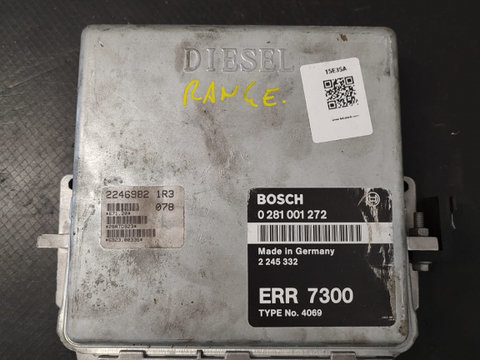 DIESEL
RANGE.
15E35A
2246982 1R3
078
BOSCH
0 281 001 272
Made in Germany
2 245 332
ERR 7300
TYPE No. 4069